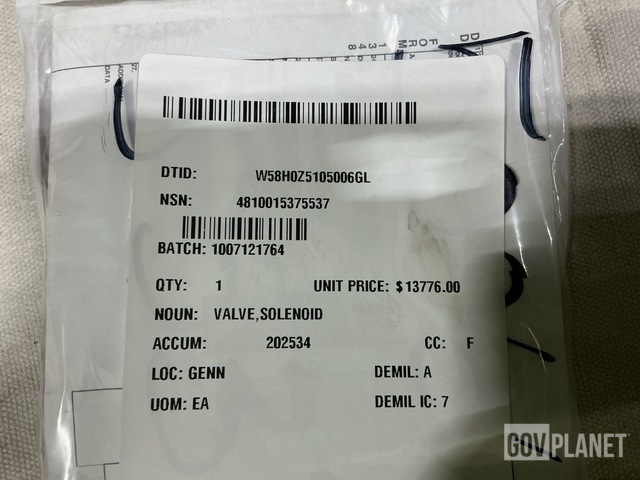 DTID: W58H0Z5105006GL
NSN: 4810015375537
BATCH: 1007121764
QTY: 1 UNIT PRICE: $13776.00
NOUN: VALVE,SOLENOID
ACCUM: 202534 CC: F
LOC: GENN DEMIL: A
UOM: EA DEMIL IC: 7
GOVPLANET